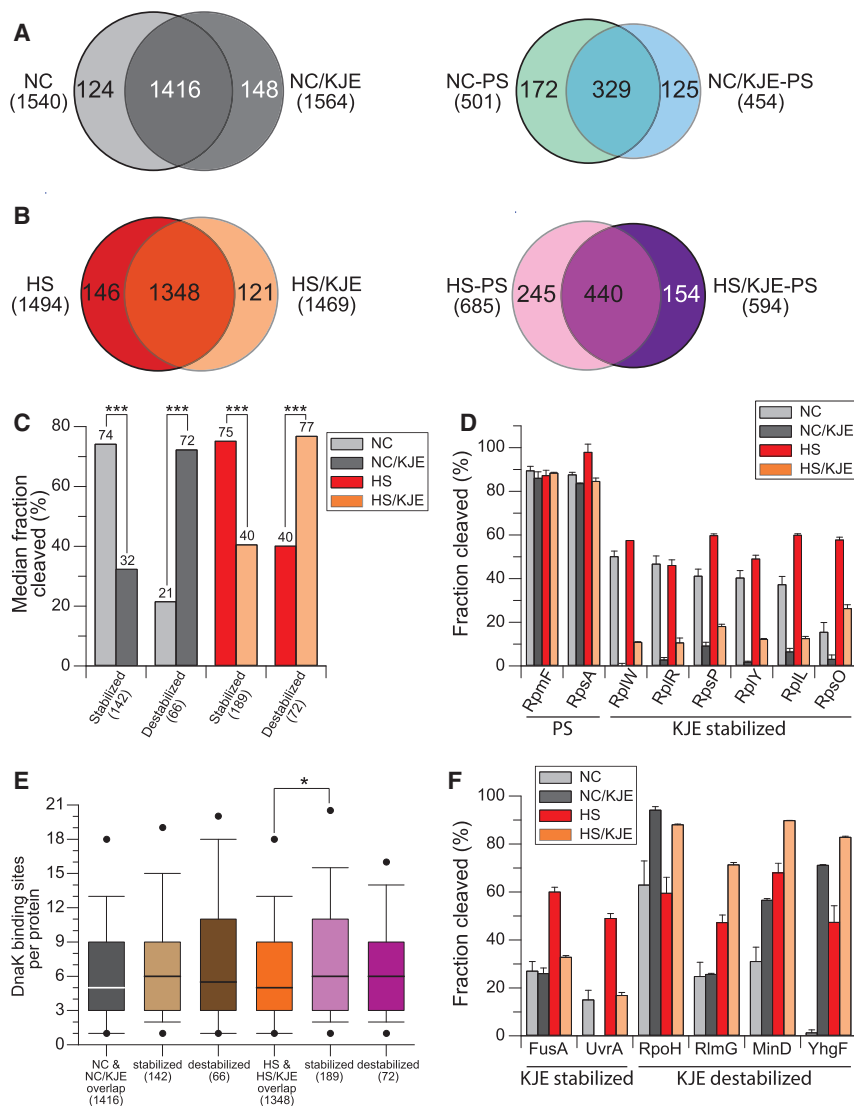 A
NC
(1540)
124
1416
148
NC/KJE
(1564)
NC-PS
(501)
172
329
125
NC/KJE-PS
(454)
B
HS
(1494)
146
1348
121
HS/KJE
(1469)
HS-PS
(685)
245
440
154
HS/KJE-PS
(594)
C
Median fraction
cleaved (%)
80
60
40
20
0
74
***
32
21
***
72
75
***
40
40
***
77
NC
NC/KJE
HS
HS/KJE
Stabilized
(142)
Destabilized
(66)
Stabilized
(189)
Destabilized
(72)
D
Fraction cleaved (%)
100
80
60
40
20
0
NC
NC/KJE
HS
HS/KJE
RpmF
RpsA
RplW
RplR
RpsP
RplY
RplL
RpsO
PS
KJE stabilized
E
DnaK binding sites
per protein
21
18
15
12
9
6
3
0
*
NC &
NC/KJE
overlap
(1416)
stabilized
(142)
destabilized
(66)
HS &
HS/KJE
overlap
(1348)
stabilized
(189)
destabilized
(72)
F
Fraction cleaved (%)
100
80
60
40
20
0
NC
NC/KJE
HS
HS/KJE
FusA
UvrA
RpoH
RlmG
MinD
YhgF
KJE stabilized
KJE destabilized